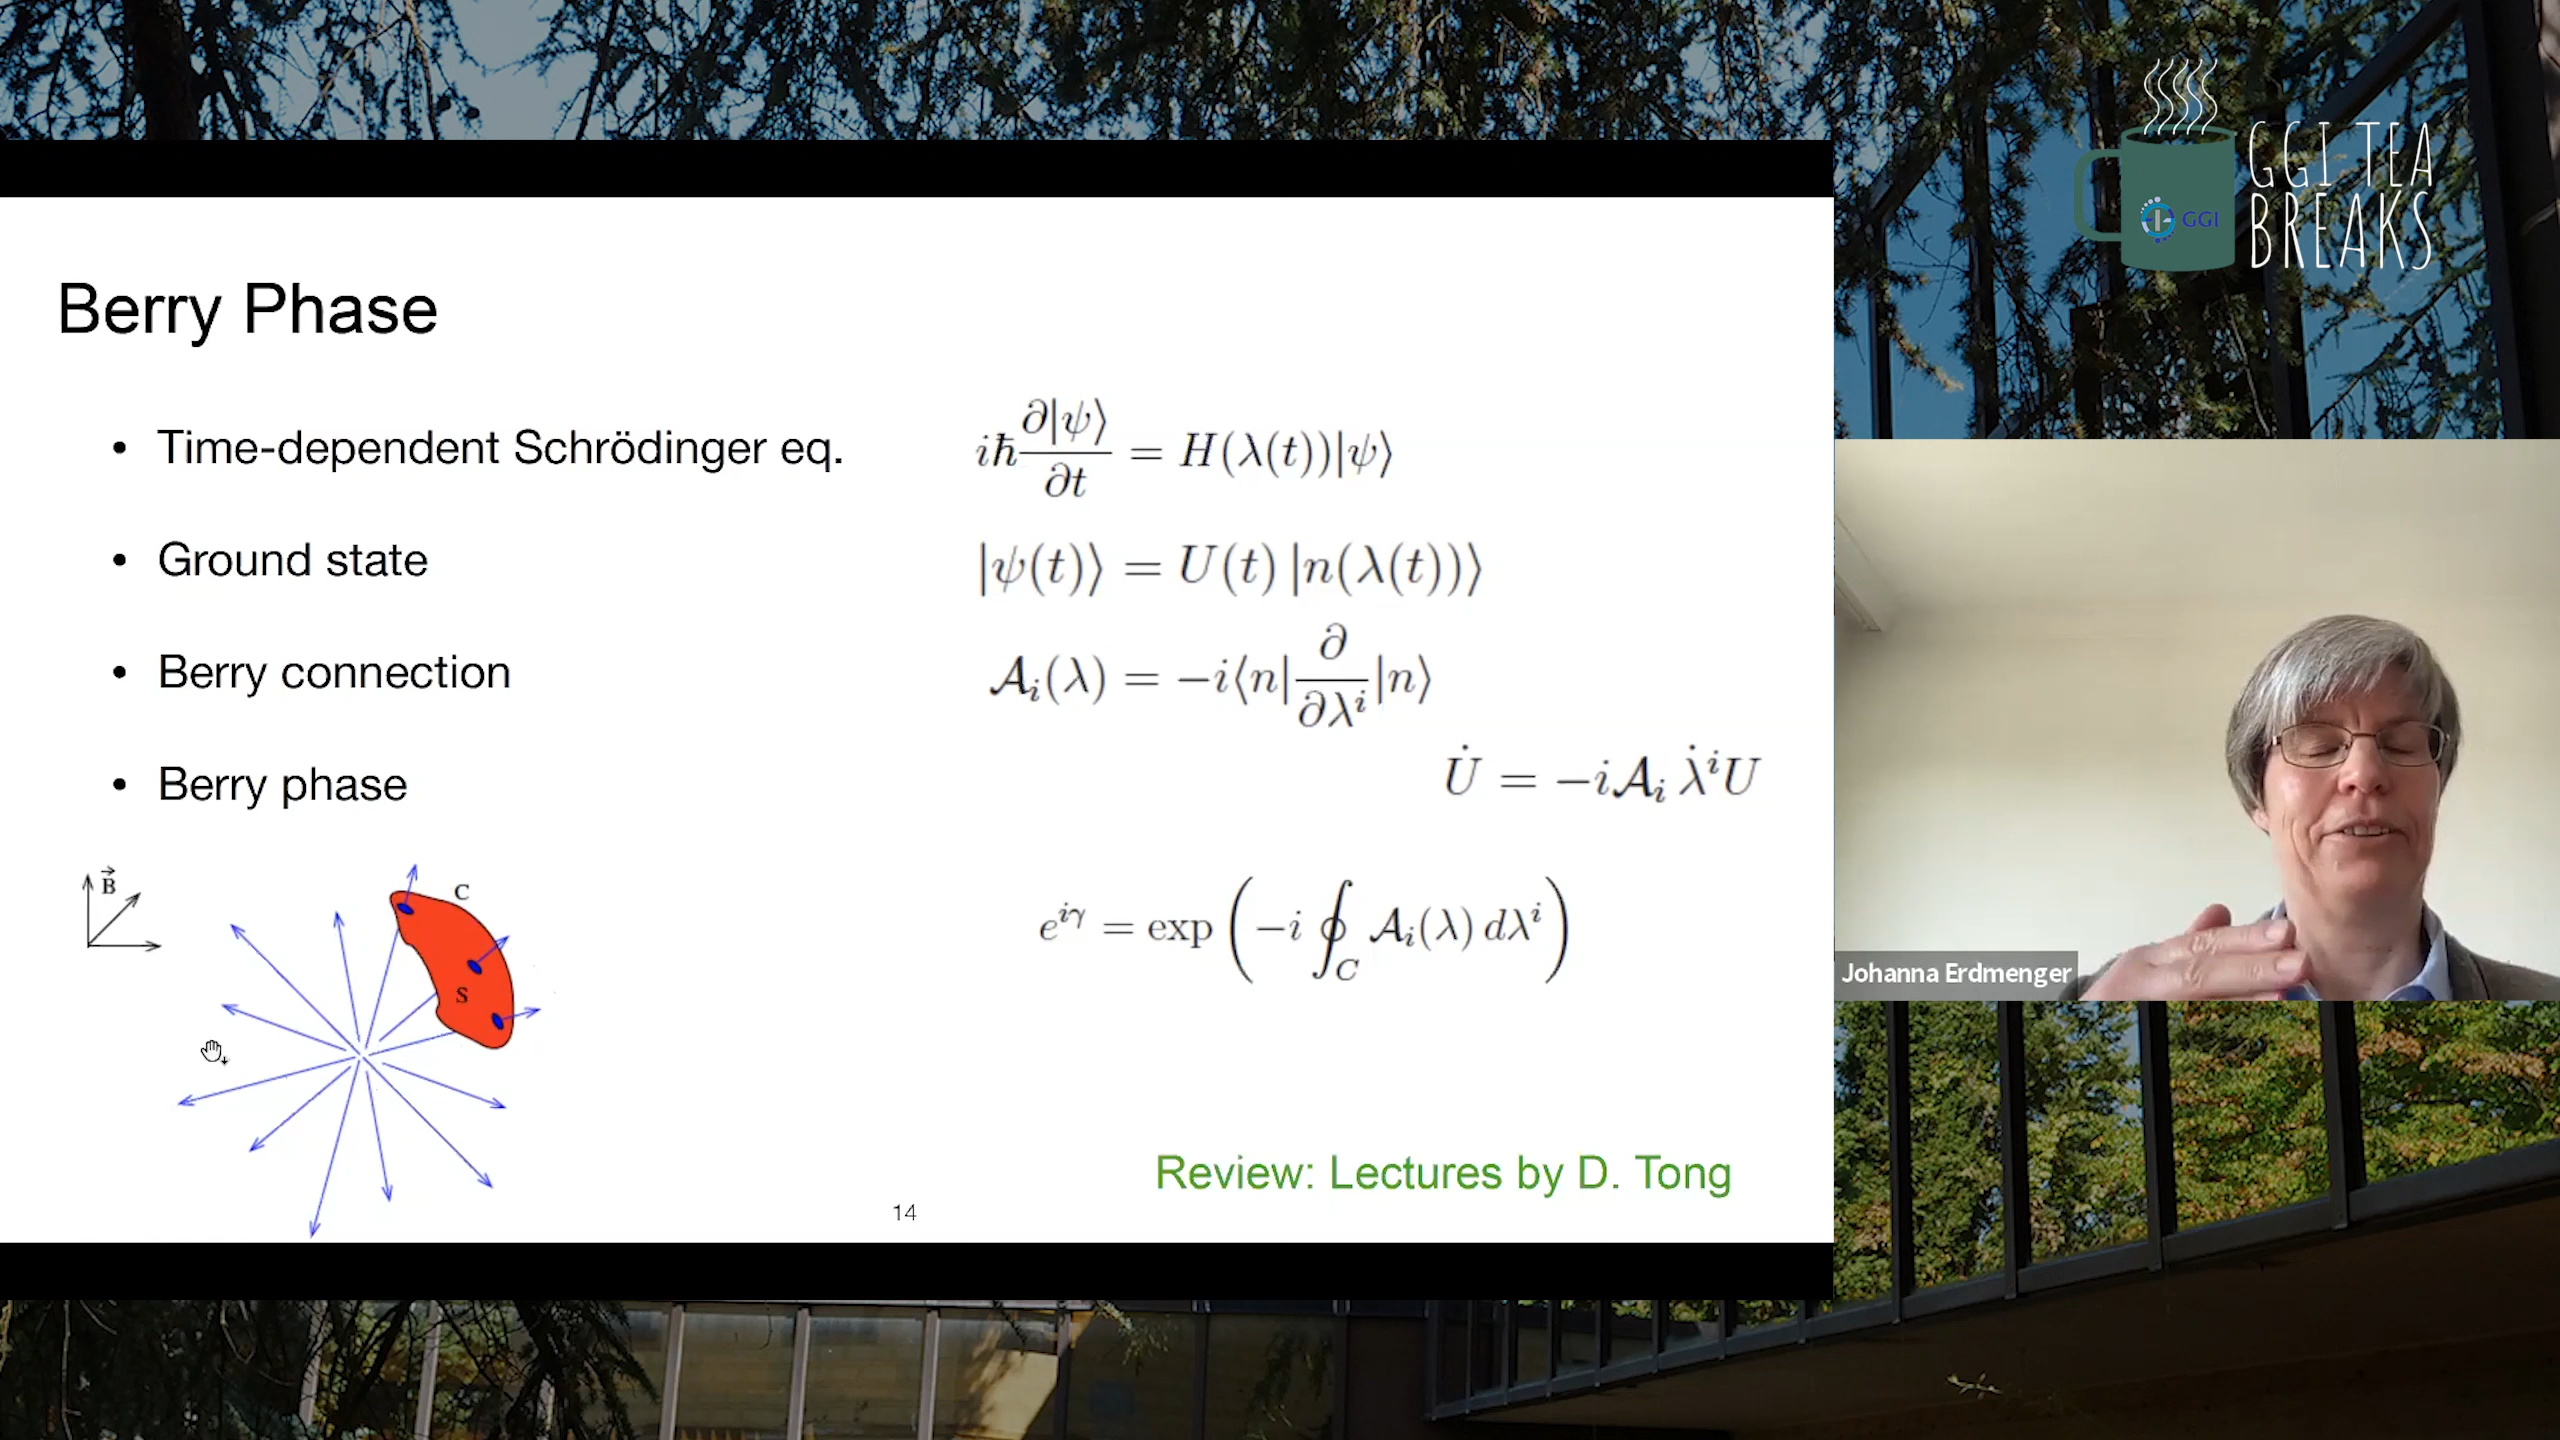 GGI TEA
BREAKS
GGI
Berry Phase
• Time-dependent Schrödinger eq.
iħ ∂|ψ⟩/∂t = H(λ(t))|ψ⟩
• Ground state
|ψ(t)⟩ = U(t) |n(λ(t))⟩
• Berry connection
𝒜ᵢ(λ) = −i⟨n| ∂/∂λⁱ |n⟩
• Berry phase
U̇ = −i𝒜ᵢ λ̇ⁱ U
B⃗
C
S
e^{iγ} = exp ( −i ∮_C 𝒜ᵢ(λ) dλⁱ )
Johanna Erdmenger
Review: Lectures by D. Tong
14